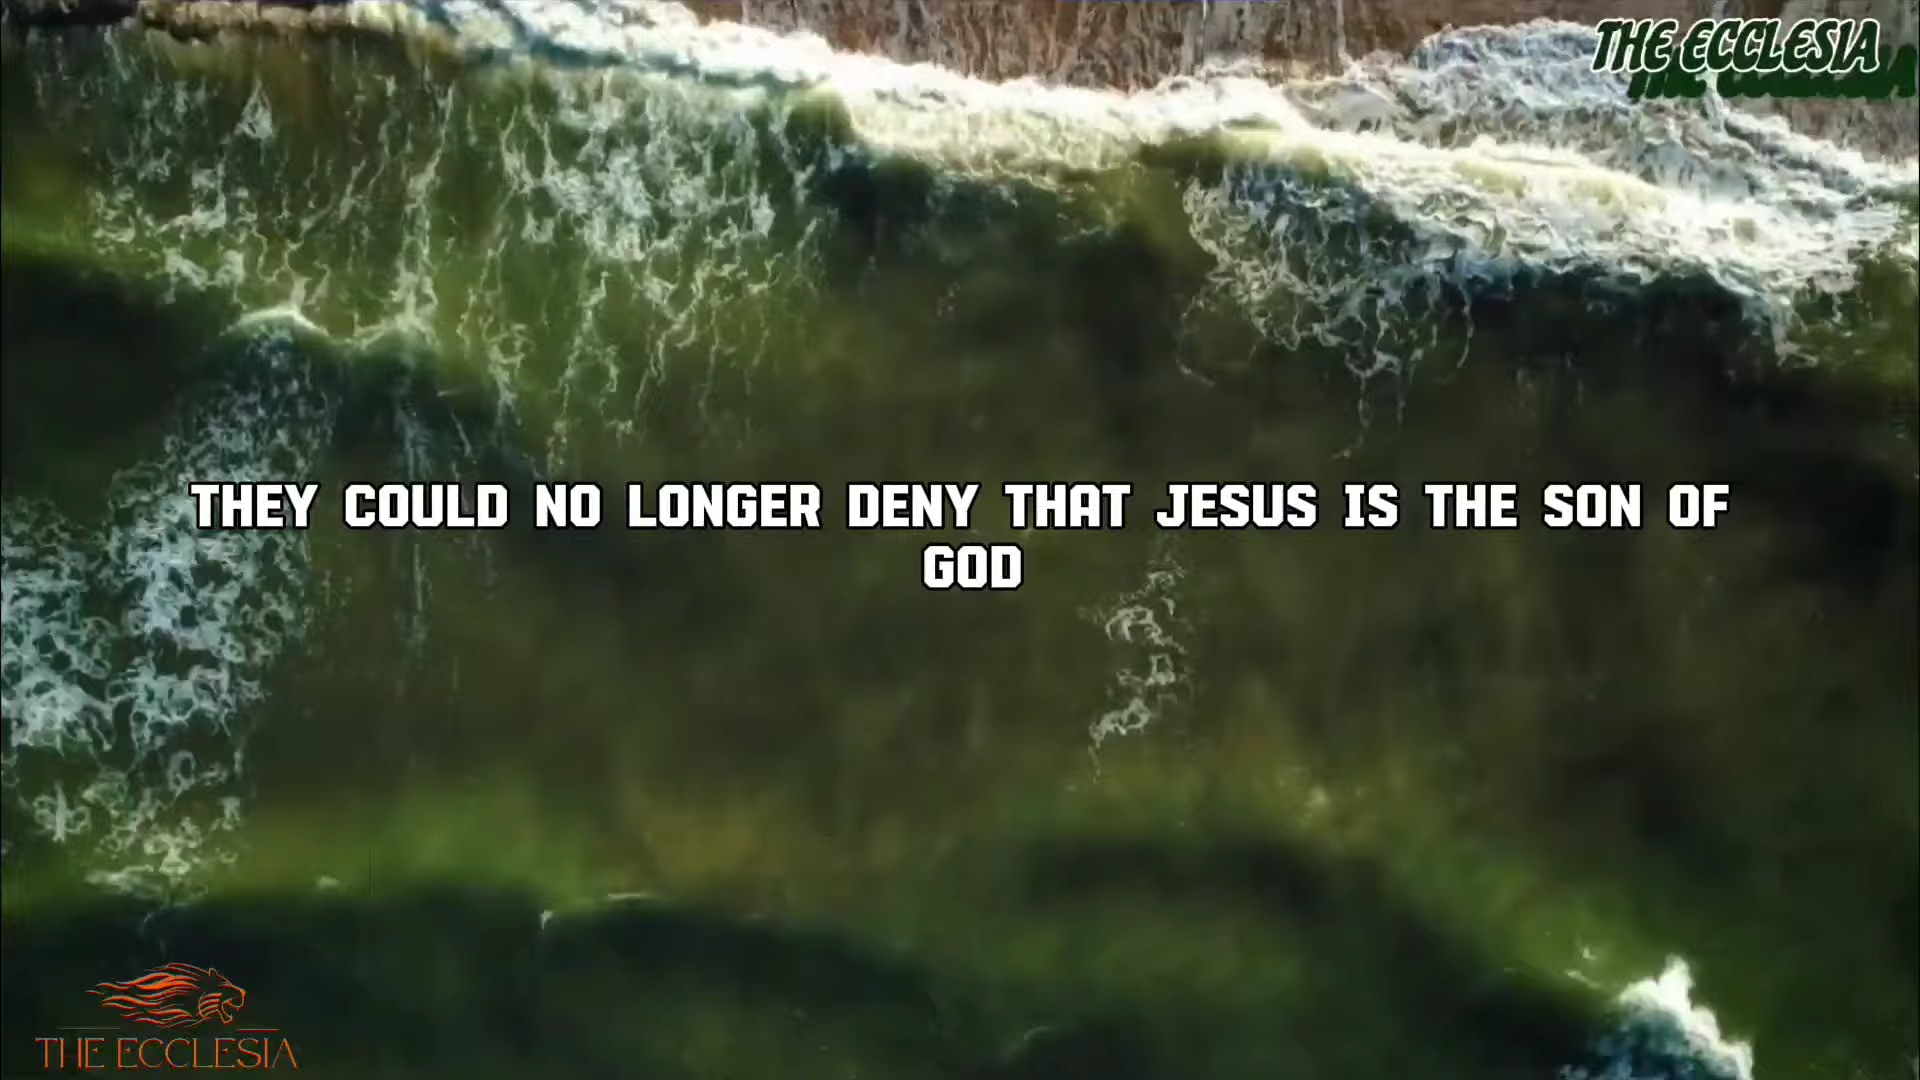 THE ECCLESIA
THEY COULD NO LONGER DENY THAT JESUS IS THE SON OF
GOD
THE ECCLESIA